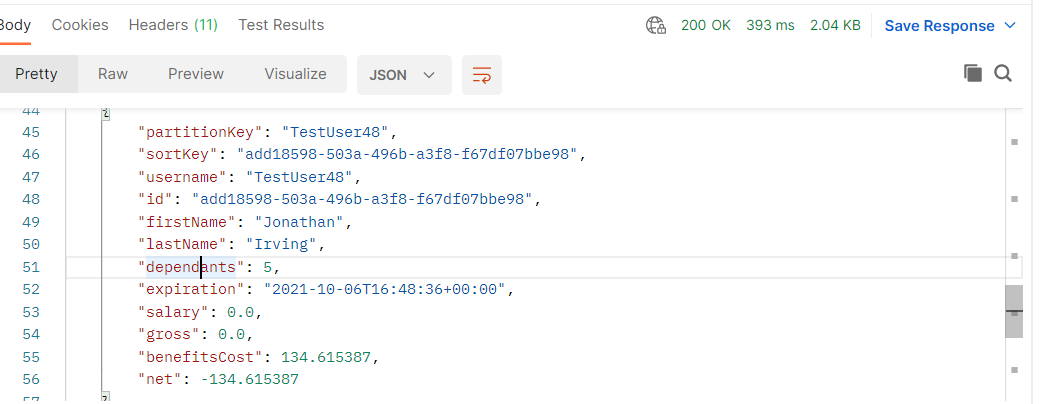 Body Cookies Headers (11) Test Results 200 OK 393 ms 2.04 KB Save Response
Pretty Raw Preview Visualize JSON
44 {
45 "partitionKey": "TestUser48",
46 "sortKey": "add18598-503a-496b-a3f8-f67df07bbe98",
47 "username": "TestUser48",
48 "id": "add18598-503a-496b-a3f8-f67df07bbe98",
49 "firstName": "Jonathan",
50 "lastName": "Irving",
51 "dependants": 5,
52 "expiration": "2021-10-06T16:48:36+00:00",
53 "salary": 0.0,
54 "gross": 0.0,
55 "benefitsCost": 134.615387,
56 "net": -134.615387
57 }